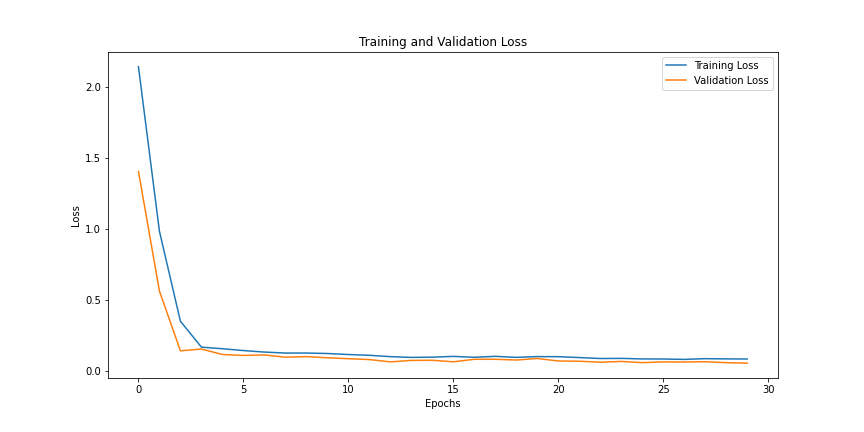 Training and Validation Loss
Training Loss
Validation Loss
2.0
1.5
1.0
0.5
0.0
Loss
0 5 10 15 20 25 30
Epochs